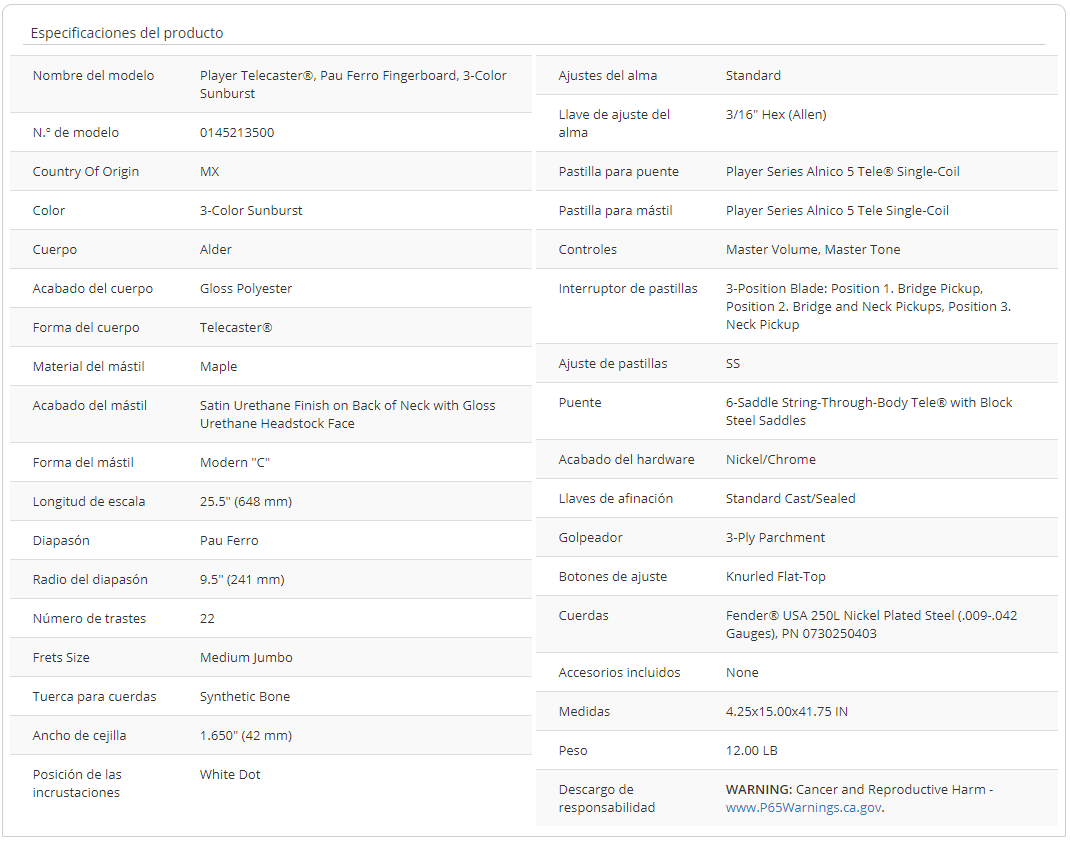 Especificaciones del producto
Nombre del modelo
Player Telecaster®, Pau Ferro Fingerboard, 3-Color
Sunburst
N.° de modelo
0145213500
Country Of Origin
MX
Color
3-Color Sunburst
Cuerpo
Alder
Acabado del cuerpo
Gloss Polyester
Forma del cuerpo
Telecaster®
Material del mástil
Maple
Acabado del mástil
Satin Urethane Finish on Back of Neck with Gloss
Urethane Headstock Face
Forma del mástil
Modern "C"
Longitud de escala
25.5" (648 mm)
Diapasón
Pau Ferro
Radio del diapasón
9.5" (241 mm)
Número de trastes
22
Frets Size
Medium Jumbo
Tuerca para cuerdas
Synthetic Bone
Ancho de cejilla
1.650" (42 mm)
Posición de las
incrustaciones
White Dot
Ajustes del alma
Standard
Llave de ajuste del
alma
3/16" Hex (Allen)
Pastilla para puente
Player Series Alnico 5 Tele® Single-Coil
Pastilla para mástil
Player Series Alnico 5 Tele Single-Coil
Controles
Master Volume, Master Tone
Interruptor de pastillas
3-Position Blade: Position 1. Bridge Pickup,
Position 2. Bridge and Neck Pickups, Position 3.
Neck Pickup
Ajuste de pastillas
SS
Puente
6-Saddle String-Through-Body Tele® with Block
Steel Saddles
Acabado del hardware
Nickel/Chrome
Llaves de afinación
Standard Cast/Sealed
Golpeador
3-Ply Parchment
Botones de ajuste
Knurled Flat-Top
Cuerdas
Fender® USA 250L Nickel Plated Steel (.009-.042
Gauges), PN 0730250403
Accesorios incluidos
None
Medidas
4.25x15.00x41.75 IN
Peso
12.00 LB
Descargo de
responsabilidad
WARNING: Cancer and Reproductive Harm -
www.P65Warnings.ca.gov.